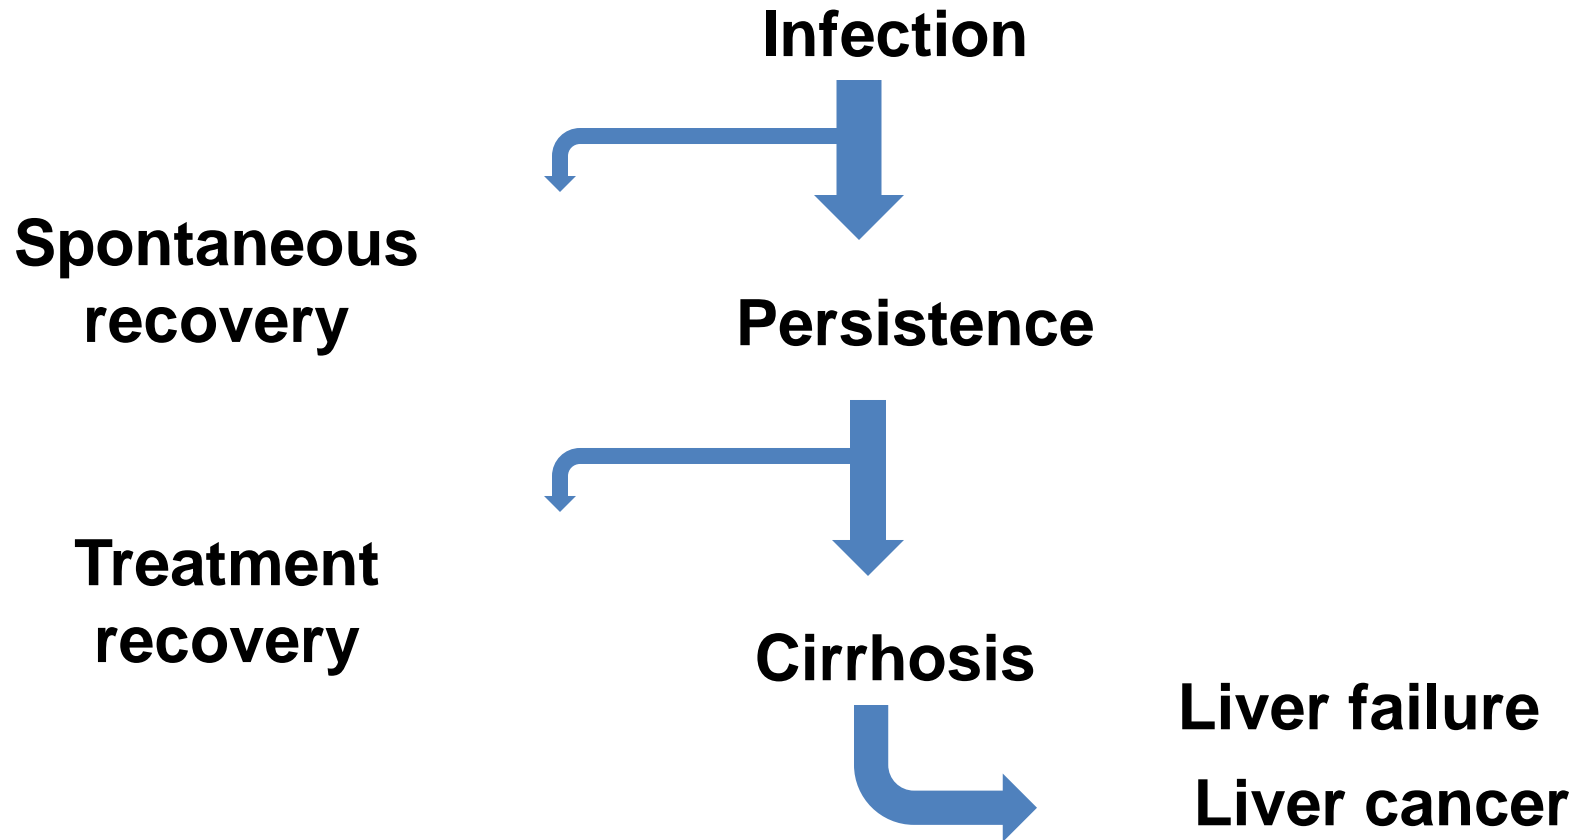 Infection
Spontaneous
recovery
Persistence
Treatment
recovery
Cirrhosis
Liver failure
Liver cancer